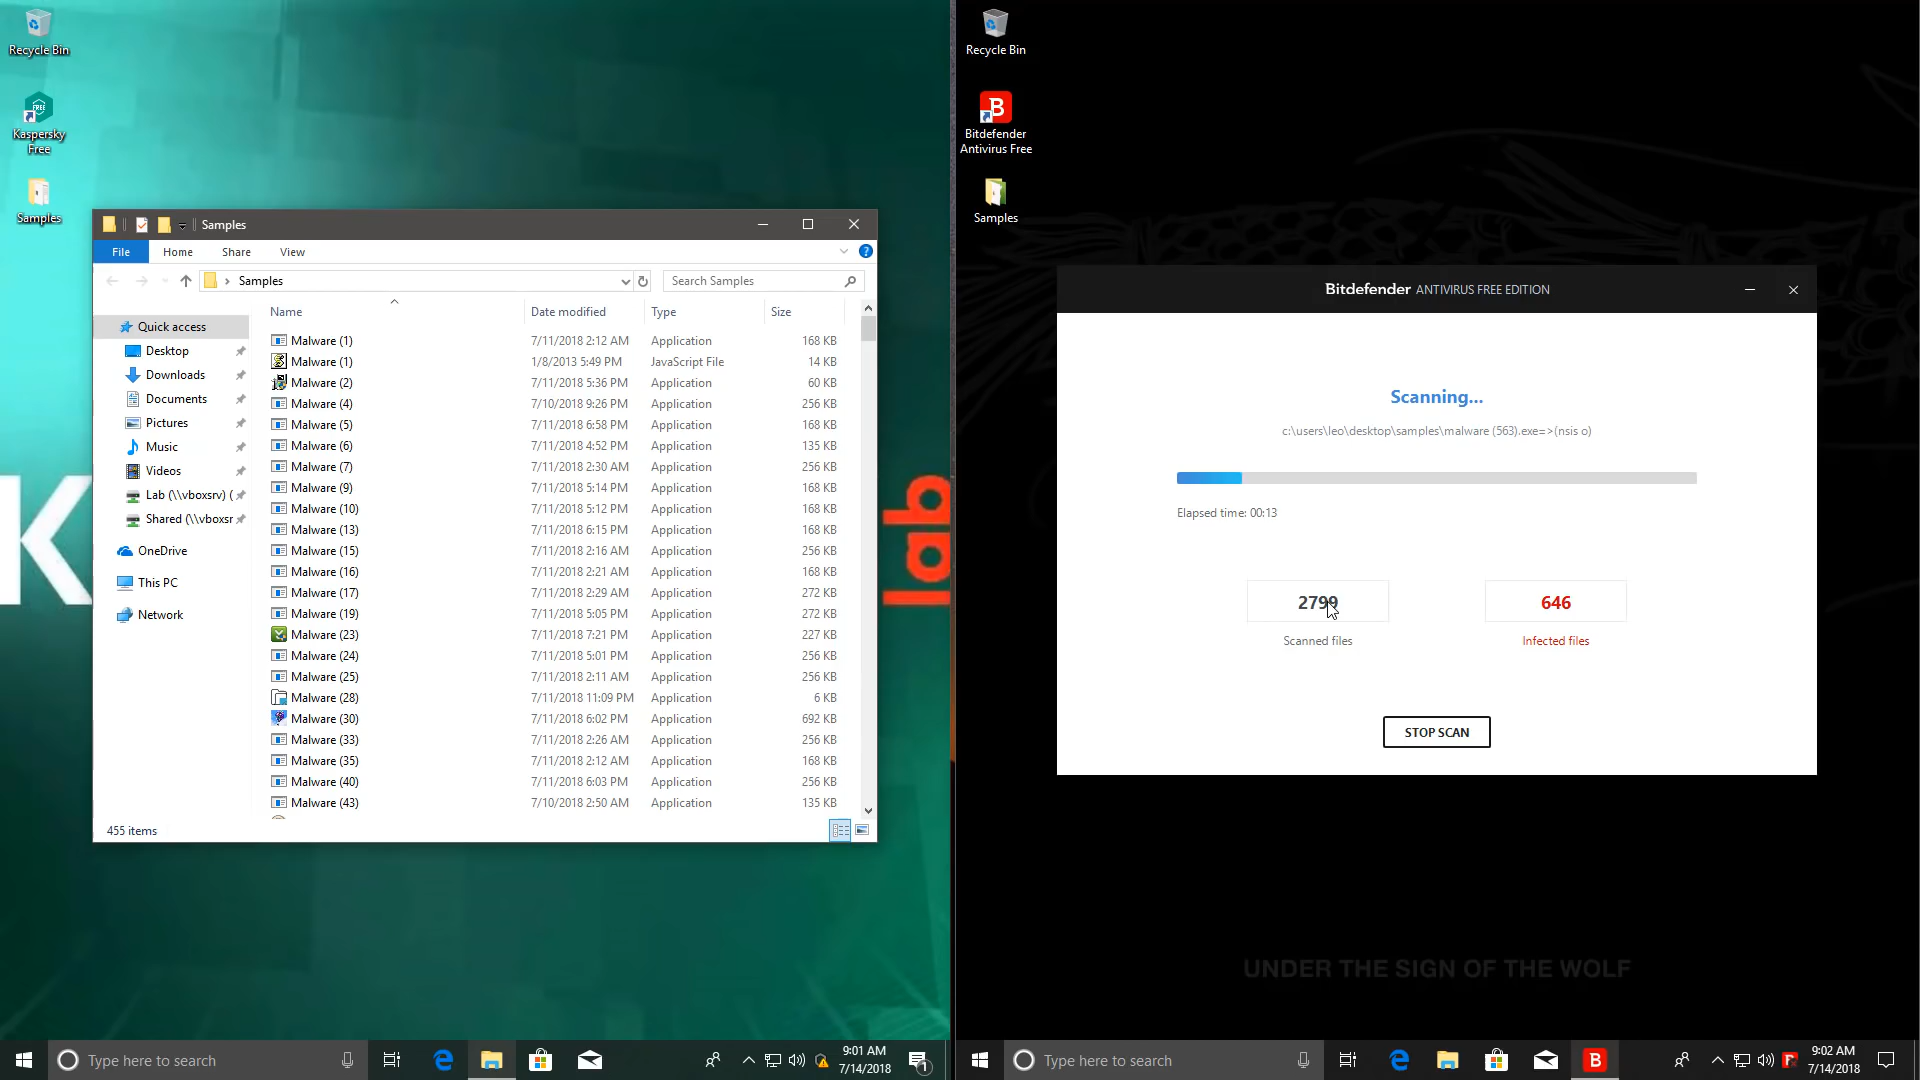 Recycle Bin
Kaspersky
Free
Samples
K
lab
Samples
File Home Share View
Samples
Search Samples
Name Date modified Type Size
Quick access
Desktop
Downloads
Documents
Pictures
Music
Videos
Lab (\\vboxsrv) (
Shared (\\vboxsr
OneDrive
This PC
Network
Malware (1) 7/11/2018 2:12 AM Application 168 KB
Malware (1) 1/8/2013 5:49 PM JavaScript File 14 KB
Malware (2) 7/11/2018 5:36 PM Application 60 KB
Malware (4) 7/10/2018 9:26 PM Application 256 KB
Malware (5) 7/11/2018 6:58 PM Application 168 KB
Malware (6) 7/11/2018 4:52 PM Application 135 KB
Malware (7) 7/11/2018 2:30 AM Application 256 KB
Malware (9) 7/11/2018 5:14 PM Application 168 KB
Malware (10) 7/11/2018 5:12 PM Application 168 KB
Malware (13) 7/11/2018 6:15 PM Application 168 KB
Malware (15) 7/11/2018 2:16 AM Application 256 KB
Malware (16) 7/11/2018 2:21 AM Application 168 KB
Malware (17) 7/11/2018 2:29 AM Application 272 KB
Malware (19) 7/11/2018 5:05 PM Application 272 KB
Malware (23) 7/11/2018 7:21 PM Application 227 KB
Malware (24) 7/11/2018 5:01 PM Application 256 KB
Malware (25) 7/11/2018 2:11 AM Application 256 KB
Malware (28) 7/11/2018 11:09 PM Application 6 KB
Malware (30) 7/11/2018 6:02 PM Application 692 KB
Malware (33) 7/11/2018 2:26 AM Application 256 KB
Malware (35) 7/11/2018 2:12 AM Application 168 KB
Malware (40) 7/11/2018 6:03 PM Application 256 KB
Malware (43) 7/10/2018 2:50 AM Application 135 KB
455 items
Type here to search
9:01 AM
7/14/2018
1
Recycle Bin
B
Bitdefender
Antivirus Free
Samples
Bitdefender ANTIVIRUS FREE EDITION
Scanning...
c:\users\leo\desktop\samples\malware (563).exe=>(nsis o)
Elapsed time: 00:13
2799 646
Scanned files Infected files
STOP SCAN
UNDER THE SIGN OF THE WOLF
Type here to search
B
9:02 AM
7/14/2018